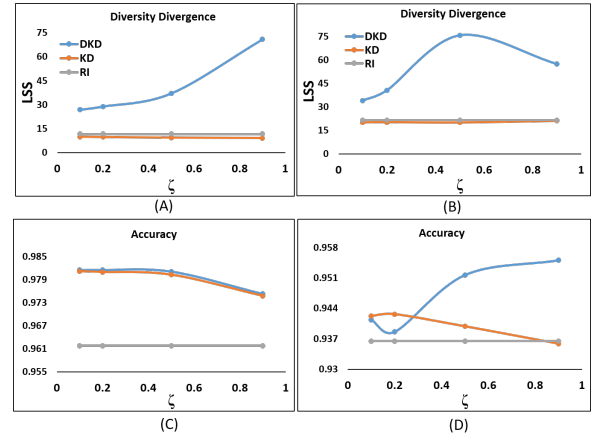 Diversity Divergence
75
60
45
30
15
0
LSS
DKD
KD
RI
0 0.2 0.4 0.6 0.8 1
ζ
(A)
Diversity Divergence
75
60
45
30
15
0
LSS
DKD
KD
RI
0 0.2 0.4 0.6 0.8 1
ζ
(B)
Accuracy
0.985
0.979
0.973
0.967
0.961
0.955
0 0.2 0.4 0.6 0.8 1
ζ
(C)
Accuracy
0.958
0.951
0.944
0.937
0.93
0 0.2 0.4 0.6 0.8 1
ζ
(D)